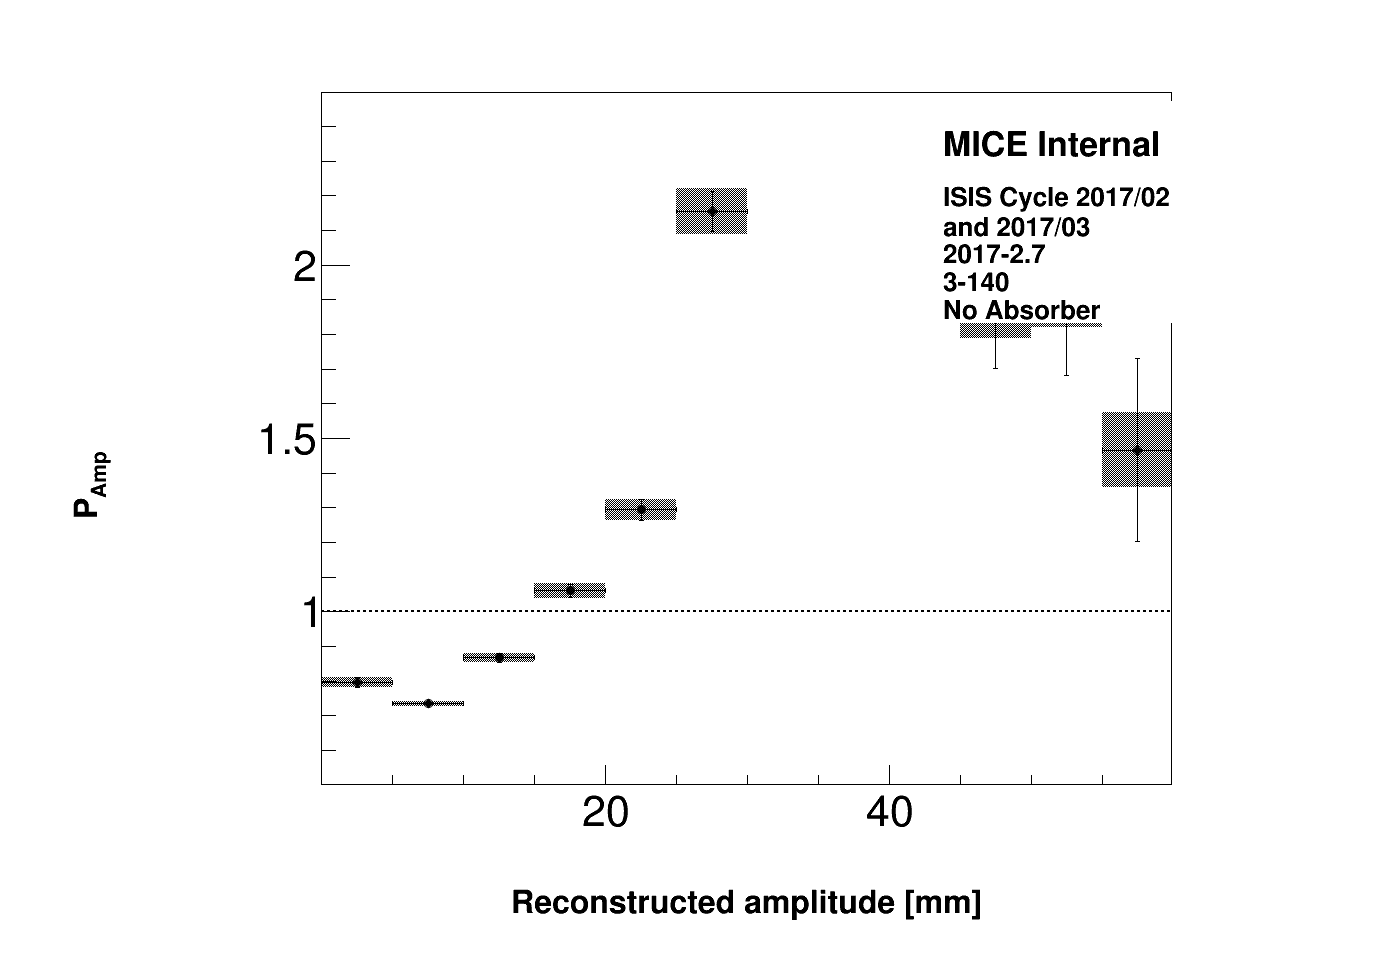 MICE Internal
ISIS Cycle 2017/02
and 2017/03
2017-2.7
3-140
No Absorber
2
1.5
1
P_Amp
20 40
Reconstructed amplitude [mm]